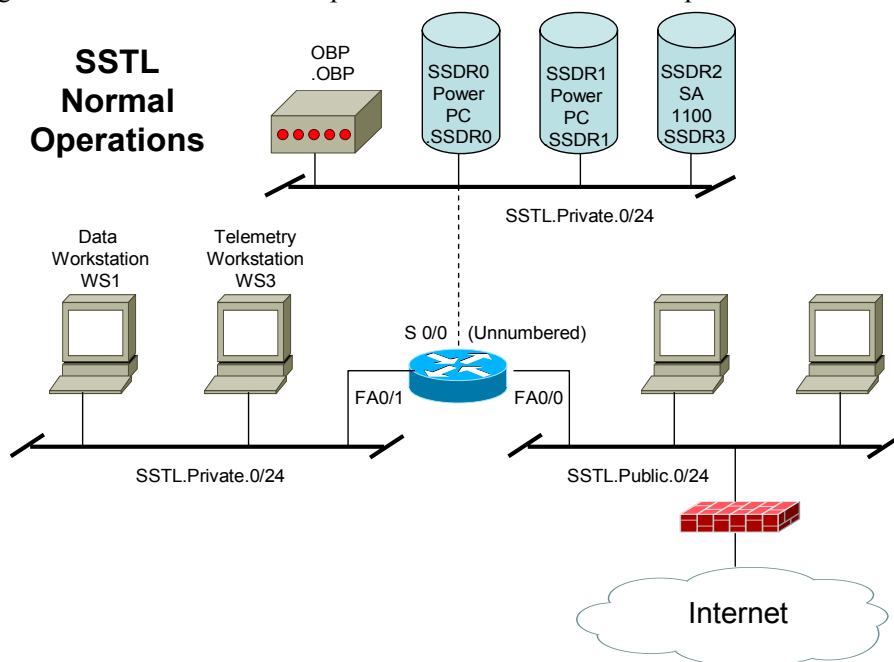 SSTL
Normal
Operations
OBP
.OBP
SSDR0
Power
PC
.SSDR0
SSDR1
Power
PC
SSDR1
SSDR2
SA
1100
SSDR3
SSTL.Private.0/24
Data
Workstation
WS1
Telemetry
Workstation
WS3
S 0/0 (Unnumbered)
FA0/1
FA0/0
SSTL.Private.0/24
SSTL.Public.0/24
Internet